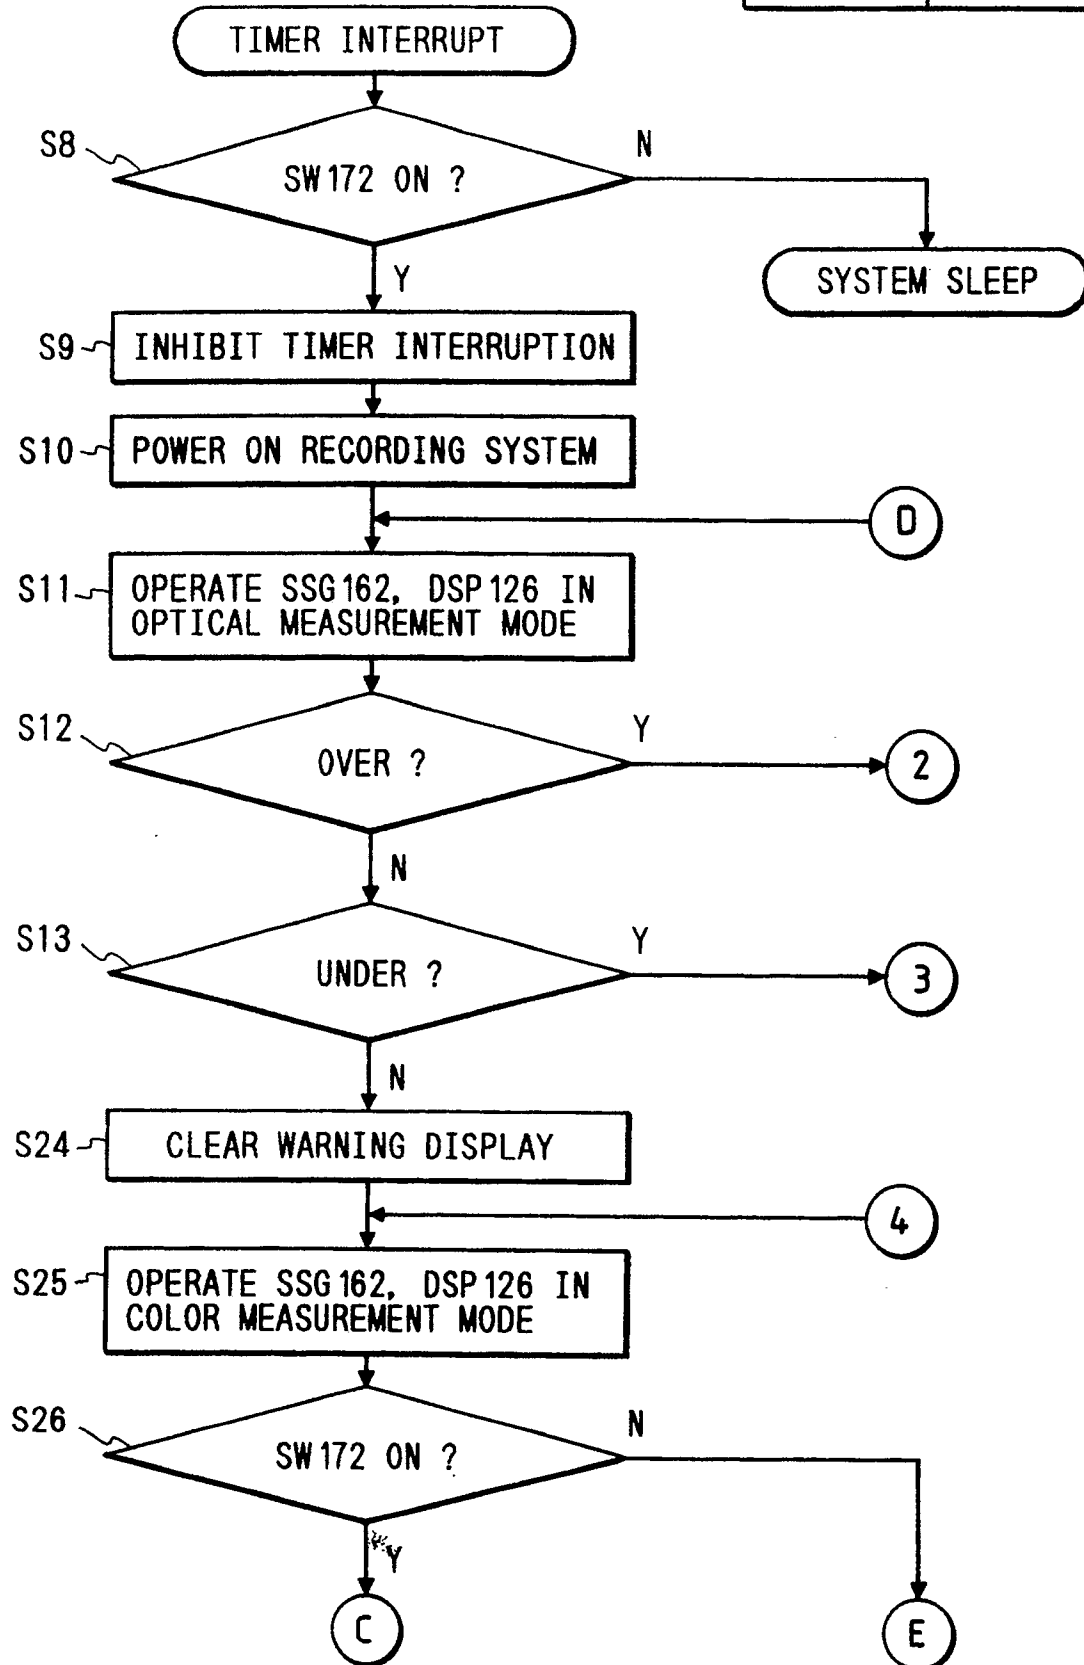 TIMER INTERRUPT
S8
SW172 ON ?
N
Y
SYSTEM SLEEP
S9
INHIBIT TIMER INTERRUPTION
S10
POWER ON RECORDING SYSTEM
D
S11
OPERATE SSG162, DSP126 IN
OPTICAL MEASUREMENT MODE
S12
OVER ?
Y
2
N
S13
UNDER ?
Y
3
N
S24
CLEAR WARNING DISPLAY
4
S25
OPERATE SSG162, DSP126 IN
COLOR MEASUREMENT MODE
S26
SW172 ON ?
N
Y
C
E